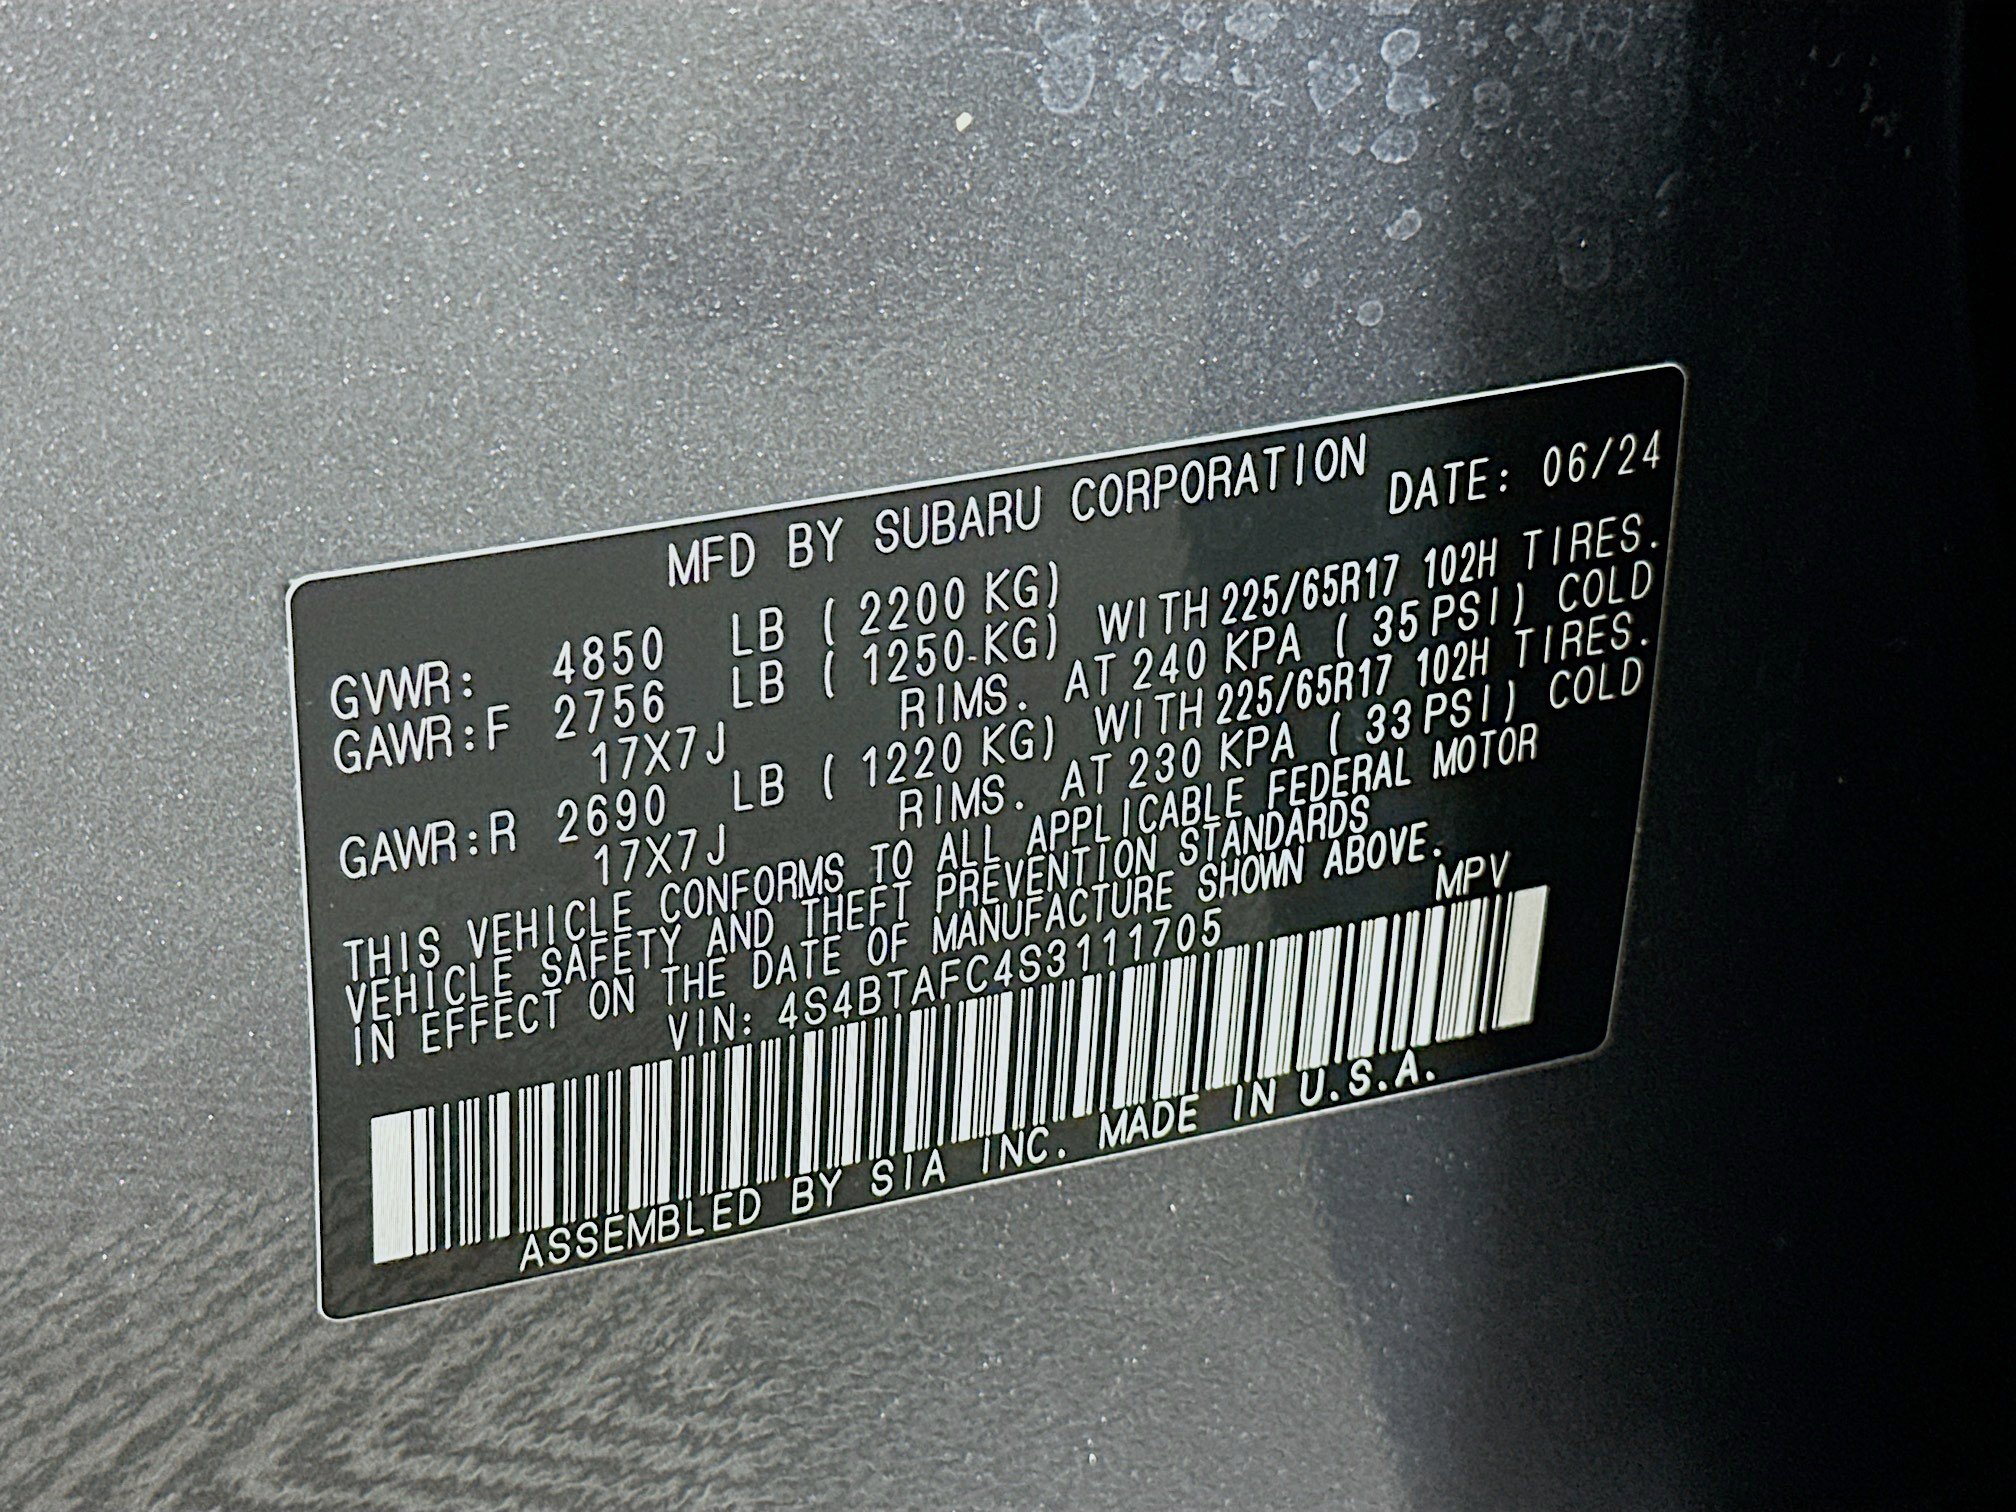 MFD BY SUBARU CORPORATION DATE: 06/24
GVWR: 4850 LB ( 2200 KG)
GAWR:F 2756 LB ( 1250-KG) WITH 225/65R17 102H TIRES.
17X7J RIMS. AT 240 KPA ( 35 PSI) COLD
GAWR:R 2690 LB ( 1220 KG) WITH 225/65R17 102H TIRES.
17X7J RIMS. AT 230 KPA ( 33 PSI) COLD
THIS VEHICLE CONFORMS TO ALL APPLICABLE FEDERAL MOTOR
VEHICLE SAFETY AND THEFT PREVENTION STANDARDS
IN EFFECT ON THE DATE OF MANUFACTURE SHOWN ABOVE.
VIN: 4S4BTAFC4S3111705 MPV
ASSEMBLED BY SIA INC. MADE IN U.S.A.